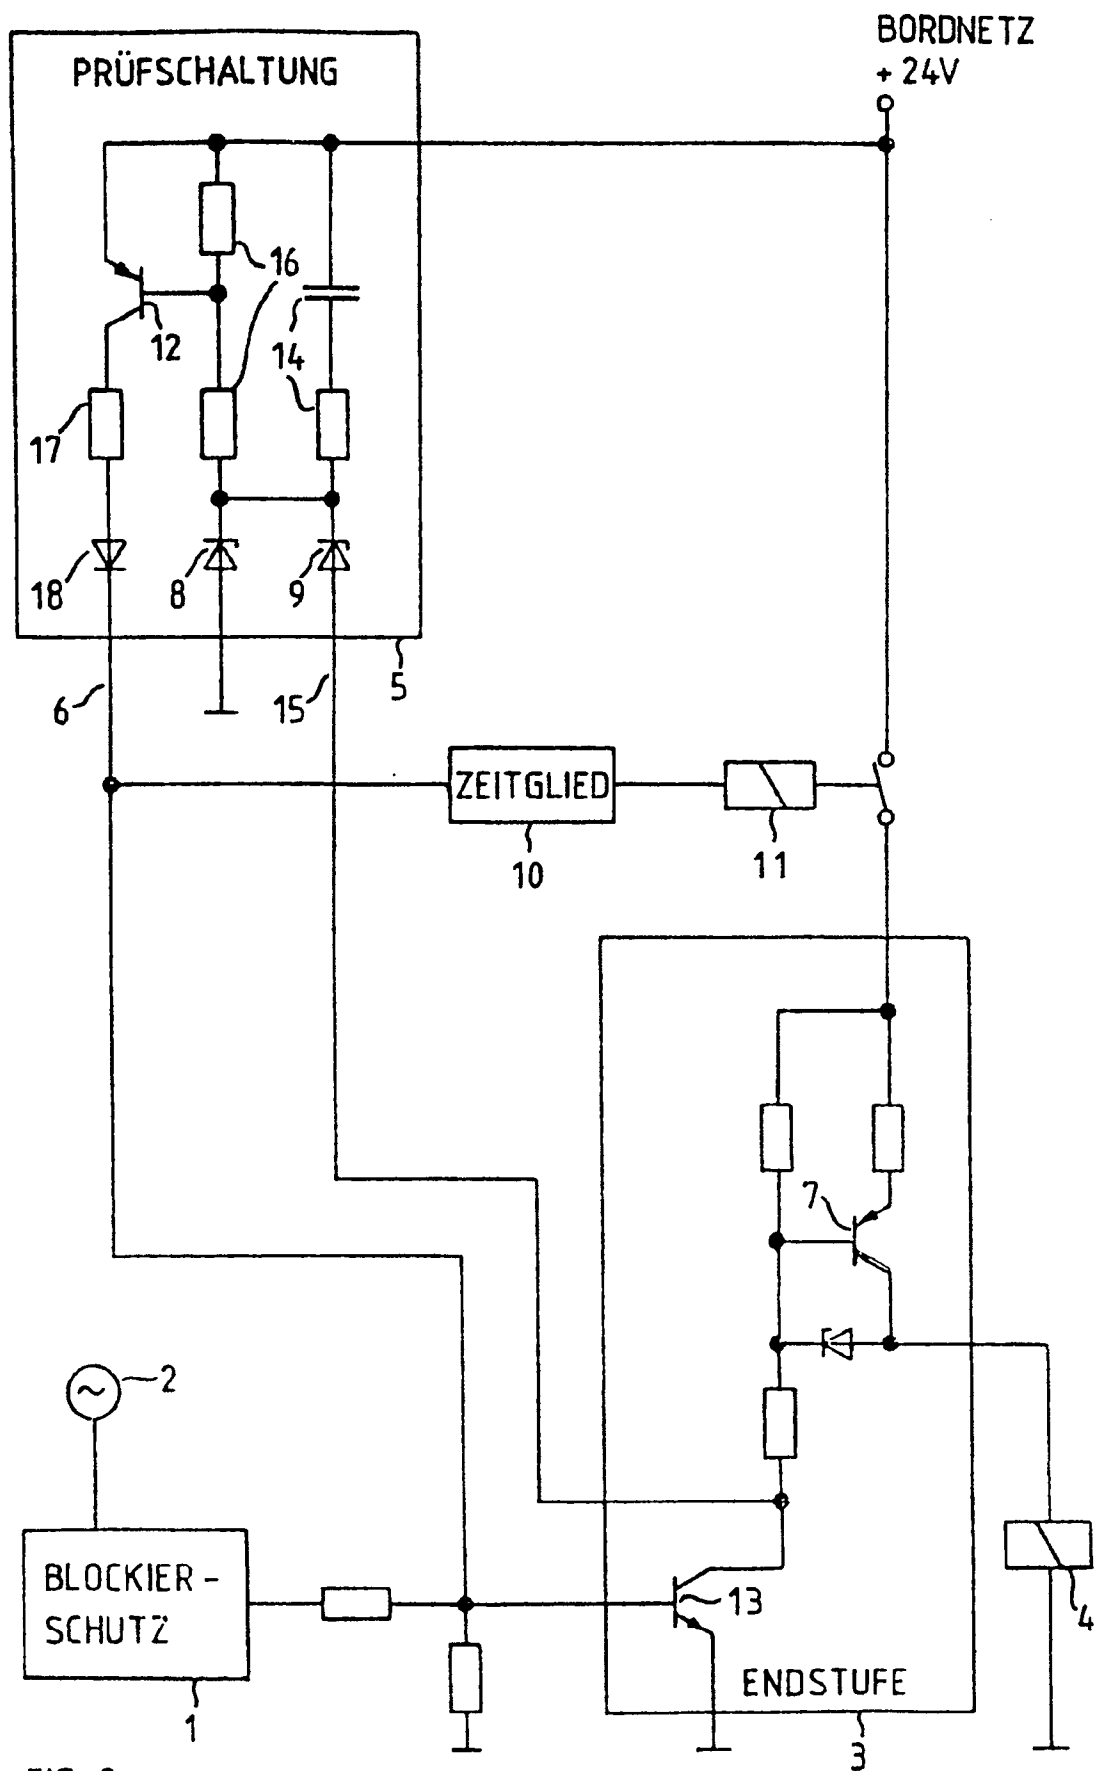 BORDNETZ
+ 24V
PRÜFSCHALTUNG
16
12
14
17
18
8
9
5
6
15
ZEITGLIED
10
11
7
2
BLOCKIER-
SCHUTZ
1
13
4
ENDSTUFE
3